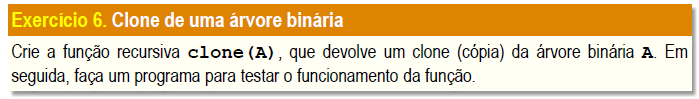 Exercício 6. Clone de uma árvore binária
Crie a função recursiva clone(A), que devolve um clone (cópia) da árvore binária A. Em
seguida, faça um programa para testar o funcionamento da função.